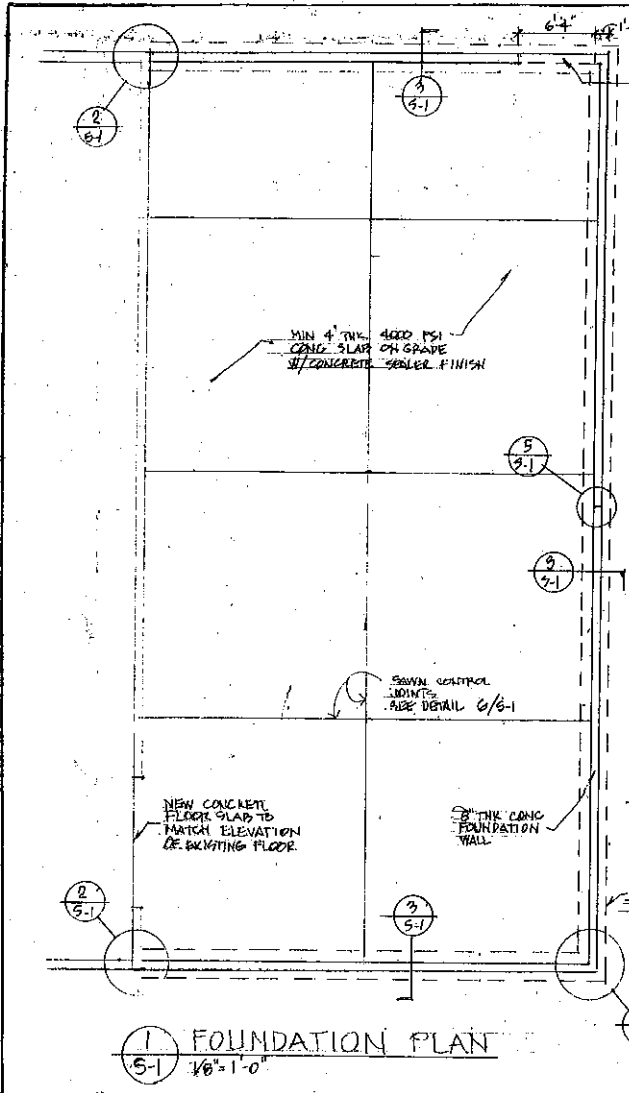 6'4"
2
S-1
3
S-1
MIN 4" THK 4000 PSI
CONC SLAB ON GRADE
W/CONCRETE SEALER FINISH
5
S-1
3
S-1
SAWN CONTROL
JOINTS
SEE DETAIL 6/S-1
NEW CONCRETE
FLOOR SLAB TO
MATCH ELEVATION
OF EXISTING FLOOR
8" THK CONC
FOUNDATION
WALL
2
S-1
3
S-1
1
S-1
FOUNDATION PLAN
1/8"=1'-0"